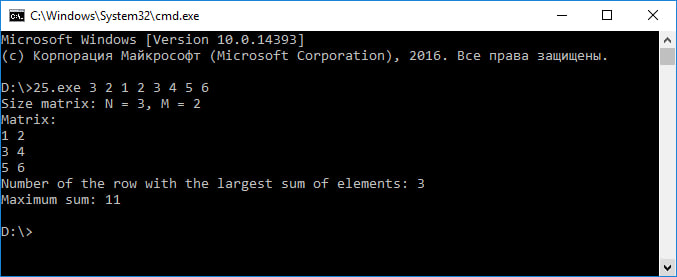 C:\Windows\System32\cmd.exe
Microsoft Windows [Version 10.0.14393]
(c) Корпорация Майкрософт (Microsoft Corporation), 2016. Все права защищены.
D:\>25.exe 3 2 1 2 3 4 5 6
Size matrix: N = 3, M = 2
Matrix:
1 2
3 4
5 6
Number of the row with the largest sum of elements: 3
Maximum sum: 11
D:\>